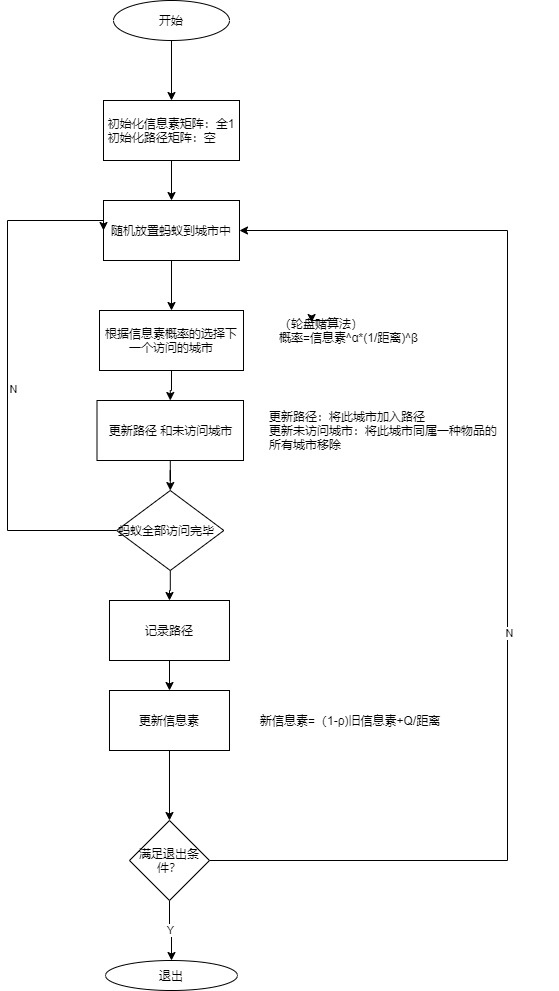 开始
初始化信息素矩阵：全1
初始化路径矩阵：空
随机放置蚂蚁到城市中
根据信息素概率的选择下
一个访问的城市
（轮盘赌算法）
概率=信息素^α*(1/距离)^β
N
更新路径 和未访问城市
更新路径：将此城市加入路径
更新未访问城市：将此城市同属一种物品的
所有城市移除
蚂蚁全部访问完毕
记录路径
N
更新信息素
新信息素=（1-ρ)旧信息素+Q/距离
满足退出条
件？
Y
退出